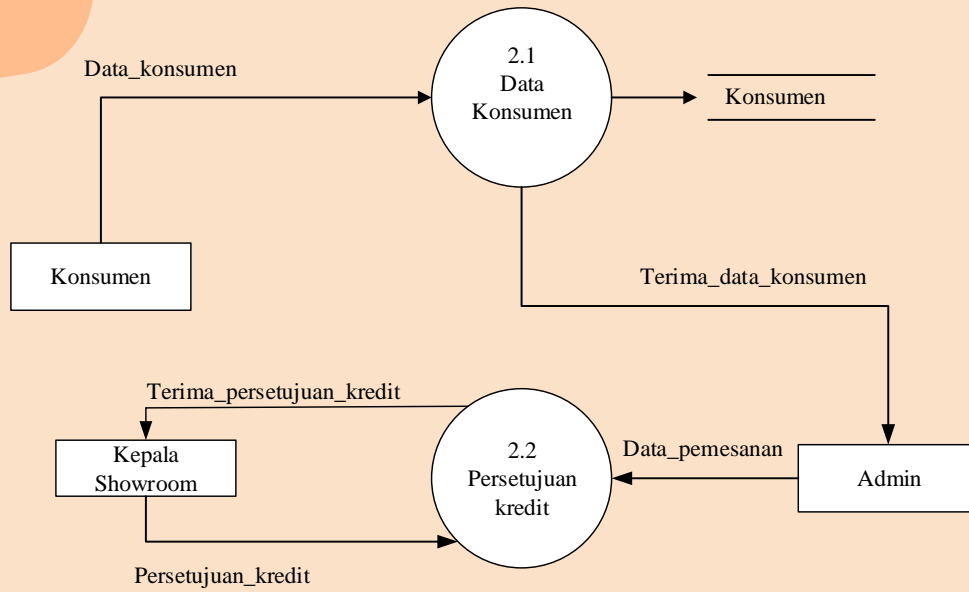 Data_konsumen
2.1
Data
Konsumen
Konsumen
Konsumen
Terima_data_konsumen
Terima_persetujuan_kredit
Kepala
Showroom
2.2
Persetujuan
kredit
Data_pemesanan
Admin
Persetujuan_kredit